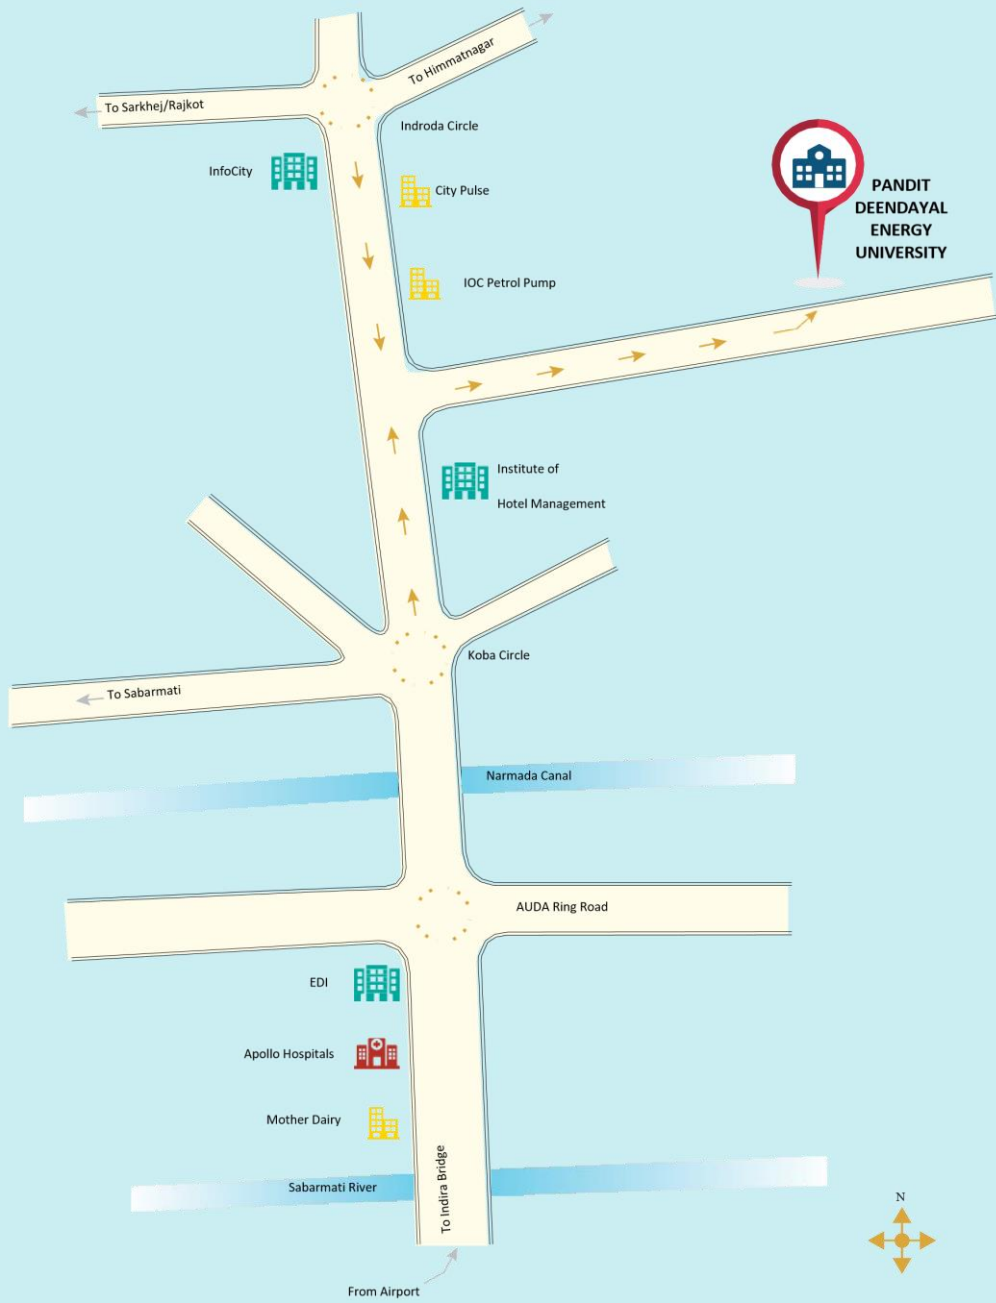 To Himmatnagar
To Sarkhej/Rajkot
Indroda Circle
InfoCity
City Pulse
PANDIT
DEENDAYAL
ENERGY
UNIVERSITY
IOC Petrol Pump
Institute of
Hotel Management
Koba Circle
To Sabarmati
Narmada Canal
AUDA Ring Road
EDI
Apollo Hospitals
Mother Dairy
Sabarmati River
To Indira Bridge
N
From Airport